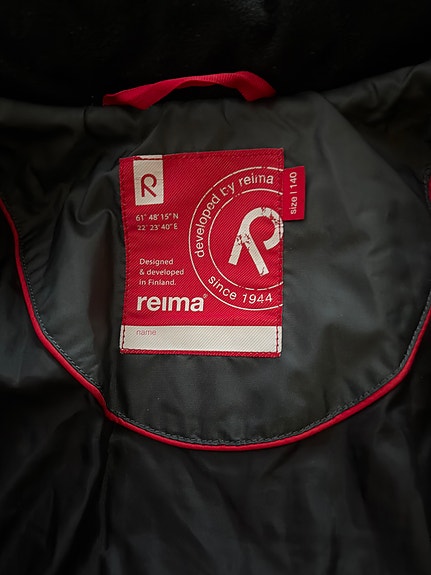 R
61° 48' 15" N
22° 23' 40" E
Designed
& developed
in Finland.
reima®
name
developed by reima
R
since 1944
size | 140